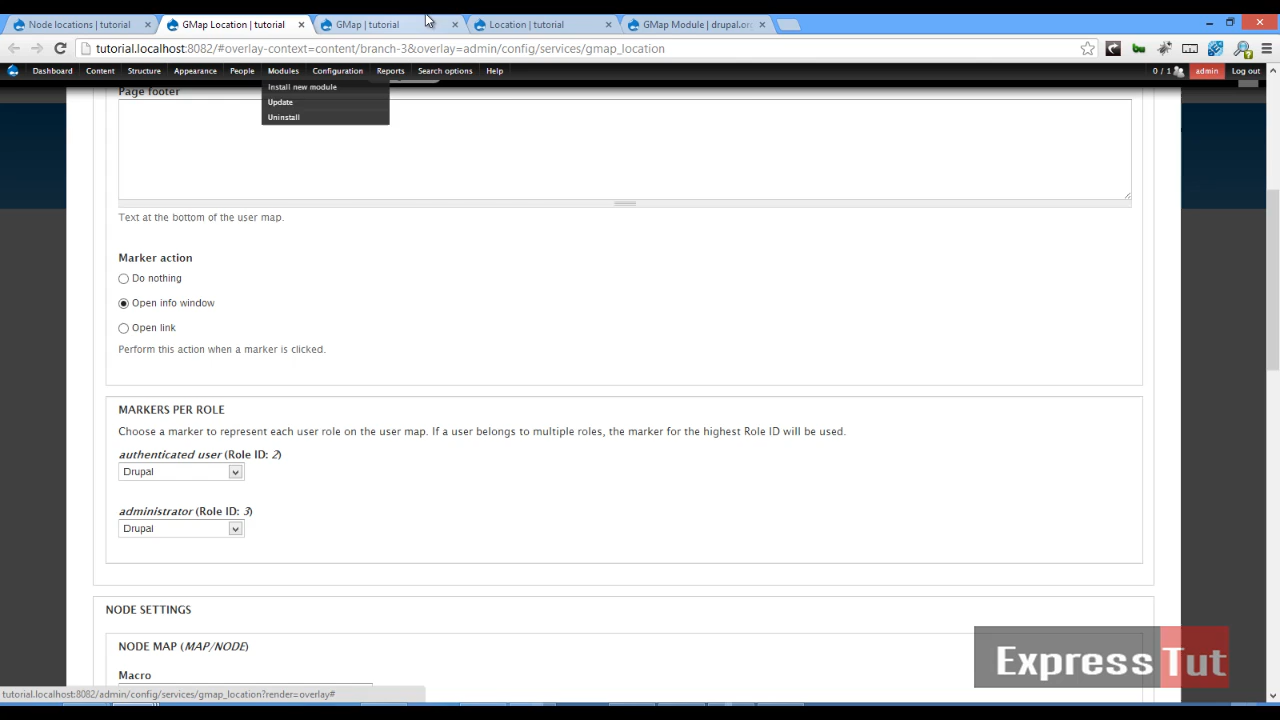 Node locations | tutorial
GMap Location | tutorial
GMap | tutorial
Location | tutorial
GMap Module | drupal.or
tutorial.localhost:8082/#overlay-context=content/branch-3&overlay=admin/config/services/gmap_location
Dashboard Content Structure Appearance People Modules Configuration Reports Search options Help
0 / 1 admin Log out
Install new module
Update
Uninstall
Page footer
Text at the bottom of the user map.
Marker action
Do nothing
Open info window
Open link
Perform this action when a marker is clicked.
MARKERS PER ROLE
Choose a marker to represent each user role on the user map. If a user belongs to multiple roles, the marker for the highest Role ID will be used.
authenticated user (Role ID: 2)
Drupal
administrator (Role ID: 3)
Drupal
NODE SETTINGS
NODE MAP (MAP/NODE)
Macro
Express Tut
tutorial.localhost:8082/admin/config/services/gmap_location?render=overlay#